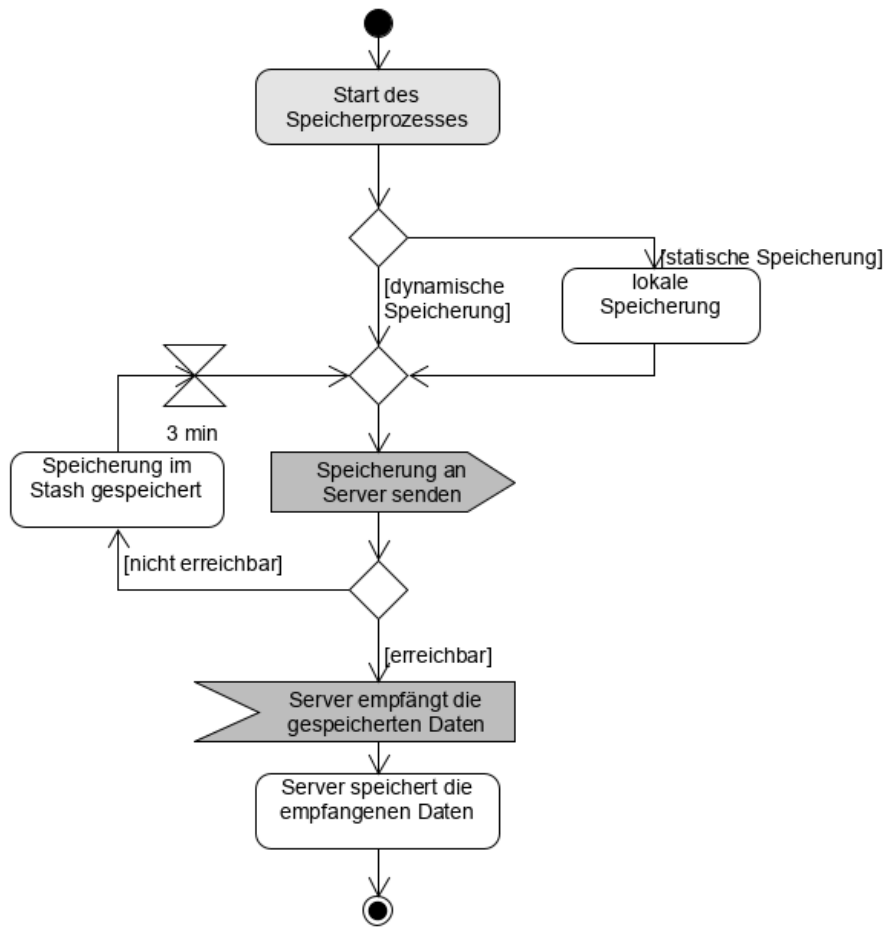 Start des
Speicherprozesses
[statische Speicherung]
[dynamische
Speicherung]
lokale
Speicherung
3 min
Speicherung im
Stash gespeichert
Speicherung an
Server senden
[nicht erreichbar]
[erreichbar]
Server empfängt die
gespeicherten Daten
Server speichert die
empfangenen Daten